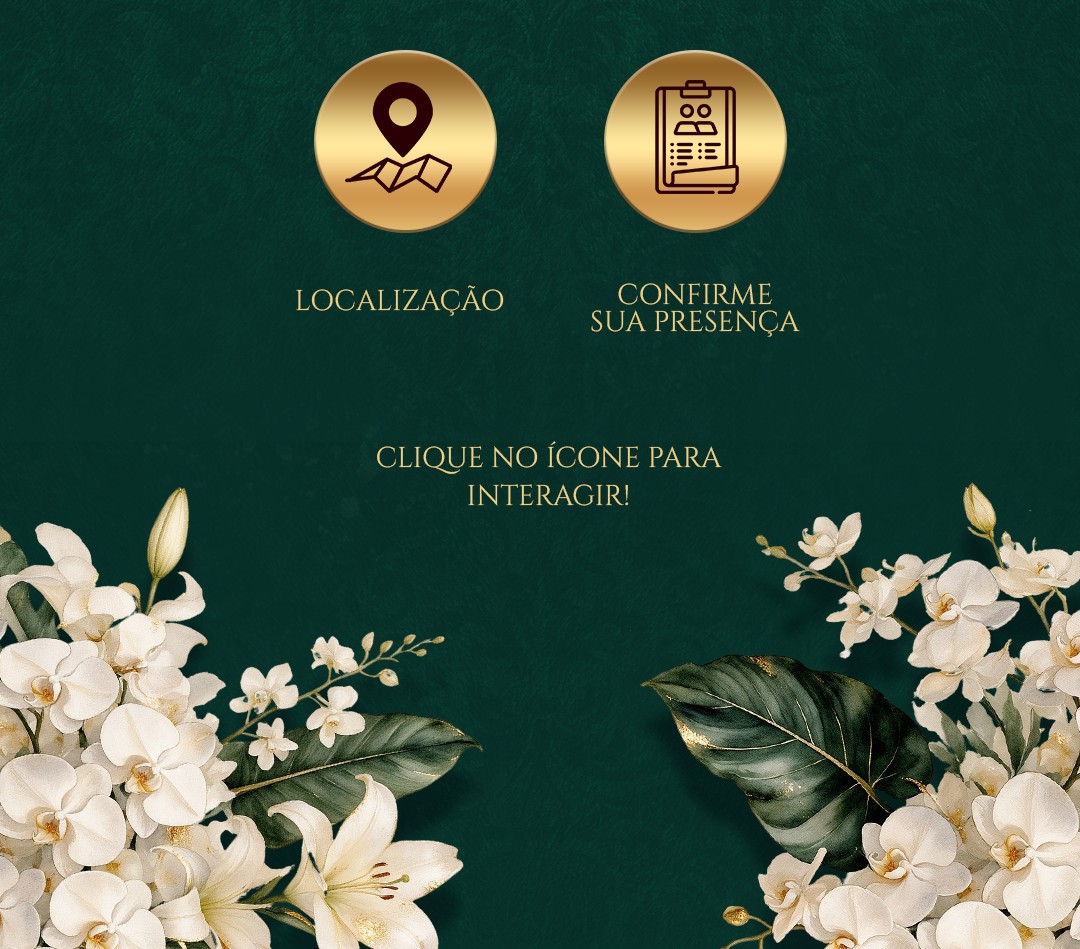 LOCALIZAÇÃO
CONFIRME
SUA PRESENÇA
CLIQUE NO ÍCONE PARA
INTERAGIR!